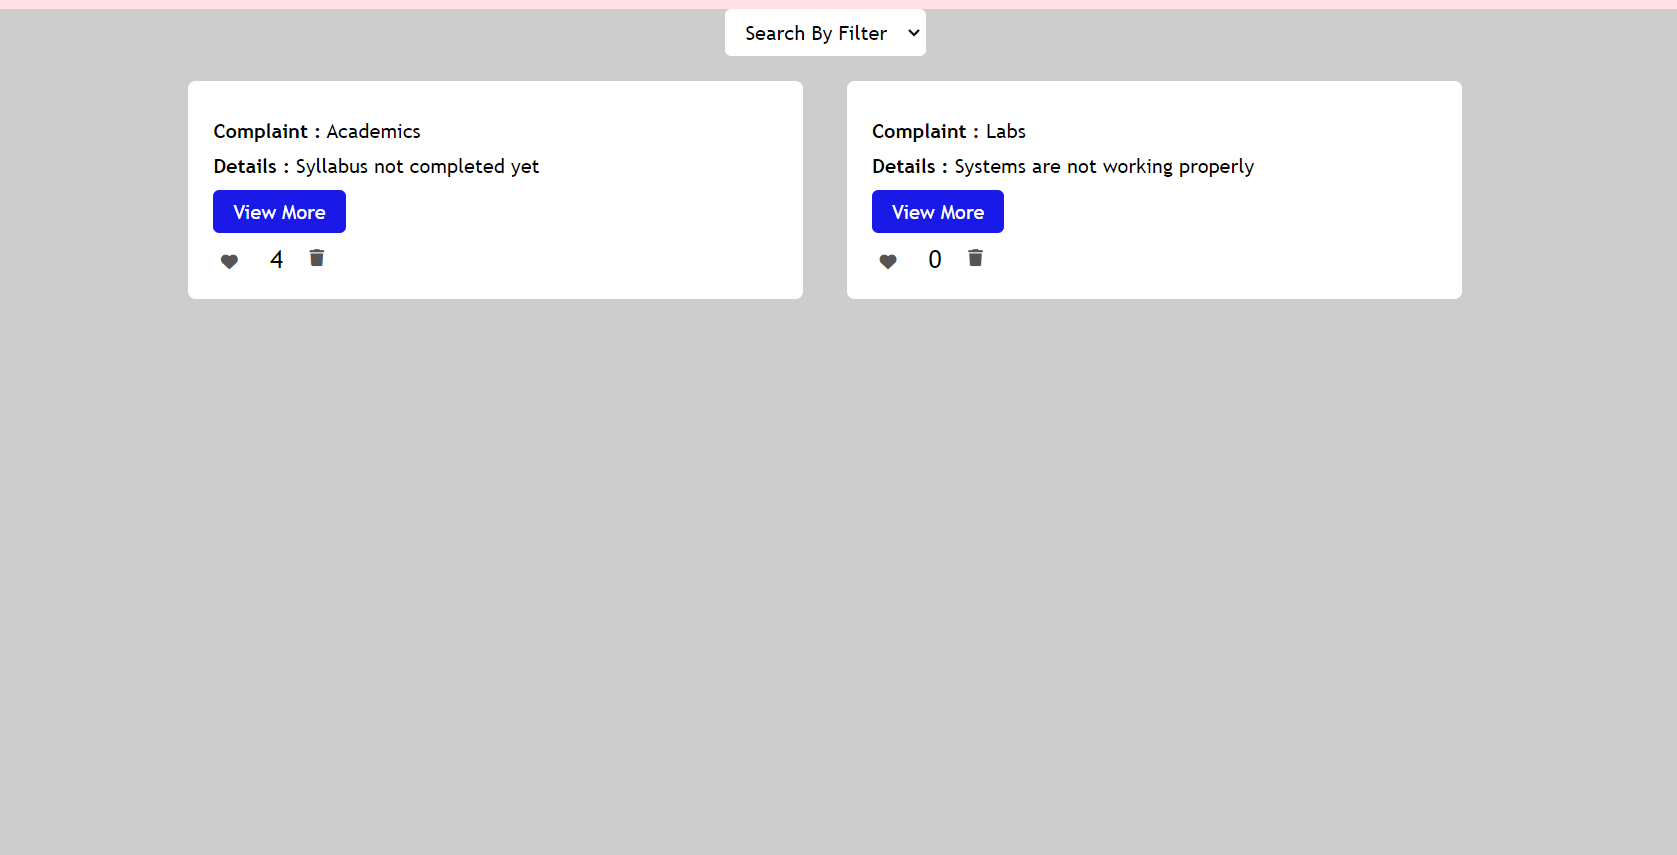 Search By Filter
Complaint : Academics
Details : Syllabus not completed yet
View More
4
Complaint : Labs
Details : Systems are not working properly
View More
0